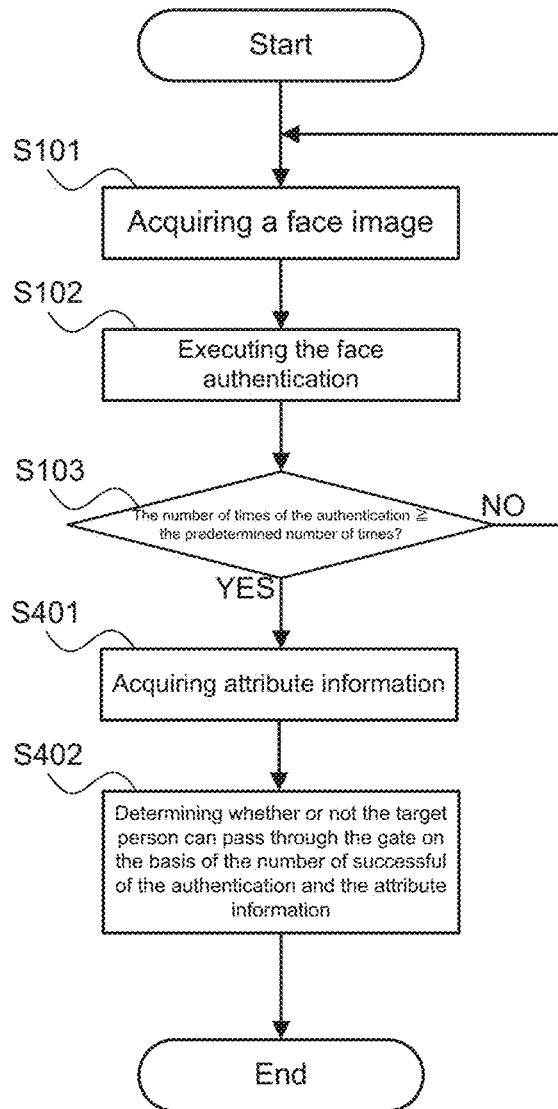 Start
S101
Acquiring a face image
S102
Executing the face
authentication
S103
The number of times of the authentication ≧
the predetermined number of times?
NO
YES
S401
Acquiring attribute information
S402
Determining whether or not the target
person can pass through the gate on
the basis of the number of successful
of the authentication and the attribute
information
End